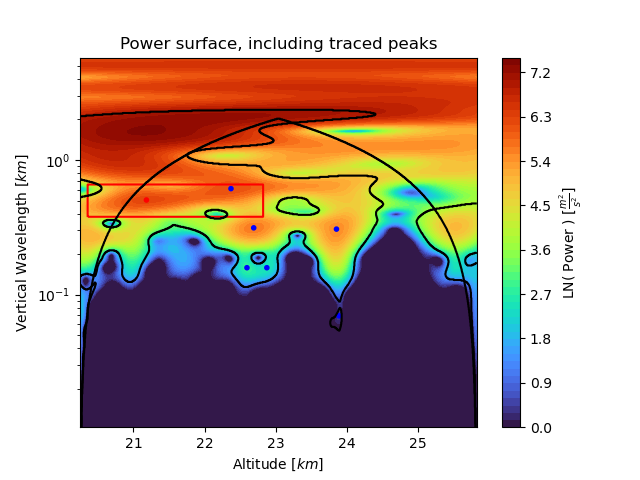 Power surface, including traced peaks
Vertical Wavelength [km]
10⁰
10⁻¹
21 22 23 24 25
Altitude [km]
7.2
6.3
5.4
4.5
3.6
2.7
1.8
0.9
0.0
LN( Power ) [m²/s²]